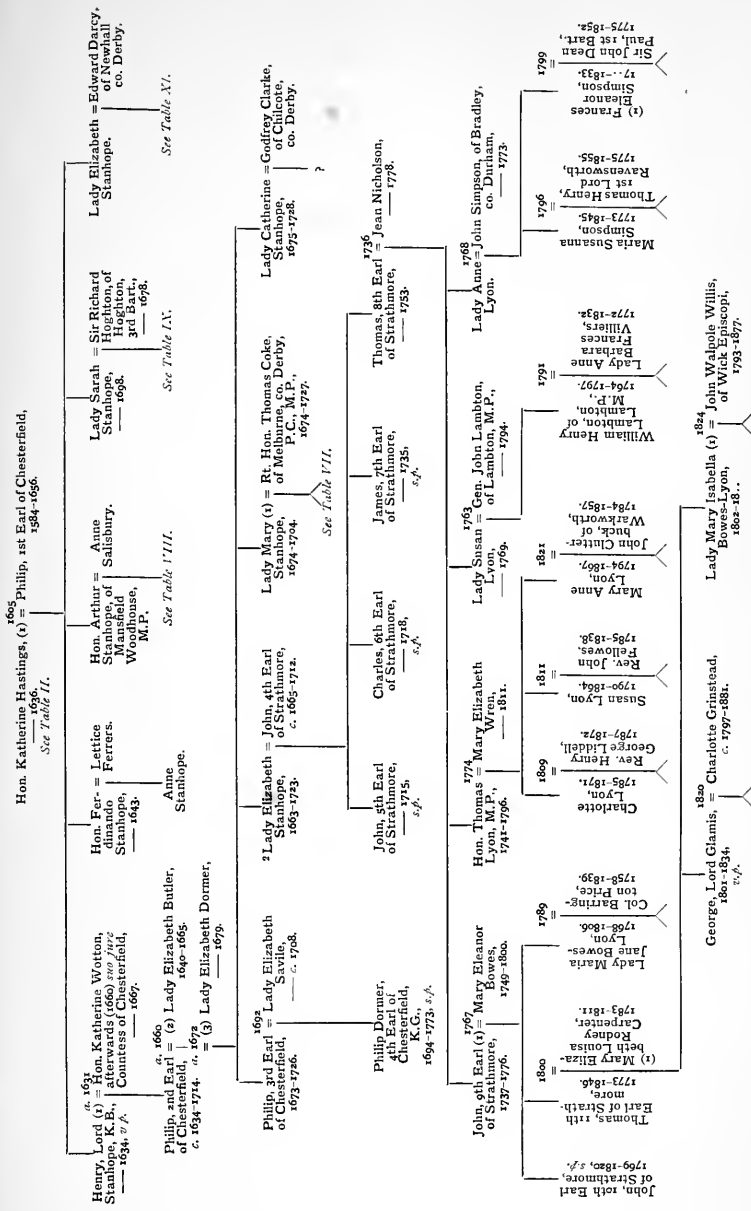 1605
Hon. Katherine Hastings, (1) = Philip, 1st Earl of Chesterfield,
—— 1636.
1584-1656.
See Table II.
a. 1631
Henry, Lord (1) = Hon. Katherine Wotton,
Stanhope, K.B., afterwards (1660) suo jure
—— 1634, v p. Countess of Chesterfield,
—— 1667.
Hon. Fer- = Lettice
dinando Ferrers.
Stanhope,
—— 1643.
Anne
Stanhope.
Hon. Arthur = Anne
Stanhope, of Salisbury.
Mansfield
Woodhouse,
M.P.
See Table VIII.
Lady Sarah = Sir Richard
Stanhope, Hoghton, of
—— 1698. Hoghton,
3rd Bart.,
—— 1678.
See Table IX.
Lady Elizabeth = Edward Darcy,
Stanhope. of Newhall
co. Derby.
See Table XI.
a. 1660
Philip, 2nd Earl = (2) Lady Elizabeth Butler,
of Chesterfield, 1640-1665.
c. 1634-1714. a. 1672
= (3) Lady Elizabeth Dormer,
—— 1679.
1692
Philip, 3rd Earl = Lady Elizabeth
of Chesterfield, Savile,
1673-1726. —— c. 1708.
2 Lady Elizabeth = John, 4th Earl
Stanhope, of Strathmore,
1663-1723. c. 1665-1712.
Lady Mary (1) = Rt. Hon. Thomas Coke,
Stanhope, of Melburne, co. Derby,
1674-1704. P.C., M.P.,
1674-1727.
See Table VII.
Lady Catherine = Godfrey Clarke,
Stanhope, of Chilcote,
1675-1728. co. Derby.
?
Philip Dormer,
4th Earl of
Chesterfield,
K.G.,
1694-1773, s.p.
John, 5th Earl
of Strathmore,
—— 1715,
s.p.
Charles, 6th Earl
of Strathmore,
—— 1718,
s.p.
James, 7th Earl
of Strathmore,
—— 1735,
s.p.
1736
Thomas, 8th Earl = Jean Nicholson,
of Strathmore, —— 1778.
—— 1753.
1767
John, 9th Earl (1) = Mary Eleanor
of Strathmore, Bowes,
1737-1776. 1749-1800.
1774
Hon. Thomas = Mary Elizabeth
Lyon, M.P., Wren,
1741-1796. —— 1811.
1763
Lady Susan = Gen. John Lambton,
Lyon, of Lambton, M.P.,
—— 1769. —— 1794.
1768
Lady Anne = John Simpson, of Bradley,
Lyon. co. Durham,
—— 1773.
John, 10th Earl
of Strathmore,
1769-1820, s.p.
1800
Thomas, 11th
Earl of Strath-
more,
1773-1846.
=
(1) Mary Eliza-
beth Louisa
Rodney
Carpenter,
1783-1811.
1789
Lady Maria
Jane Bowes-
Lyon,
1768-1806.
=
Col. Barring-
ton Price,
1758-1839.
1809
Charlotte
Lyon,
1785-1871.
=
Rev. Henry
George Liddell,
1787-1872.
1811
Susan Lyon,
1790-1864.
=
Rev. John
Fellowes,
1785-1838.
1821
Mary Anne
Lyon,
1794-1867.
=
John Clutter-
buck, of
Warkworth,
1784-1857.
1791
William Henry
Lambton, of
Lambton,
M.P.,
1764-1797.
=
Lady Anne
Barbara
Frances
Villiers,
1772-1832.
1796
Maria Susanna
Simpson,
1773-1845.
=
Thomas Henry,
1st Lord
Ravensworth,
1775-1855.
1799
(1) Frances
Eleanor
Simpson,
17..-1833.
=
Sir John Dean
Paul, 1st Bart.,
1775-1852.
1820
George, Lord Glamis, = Charlotte Grinstead,
1801-1834, c. 1797-1881.
v.p.
1824
Lady Mary Isabella (1) = John Walpole Willis,
Bowes-Lyon, of Wick Episcopi,
1802-18.. 1793-1877.